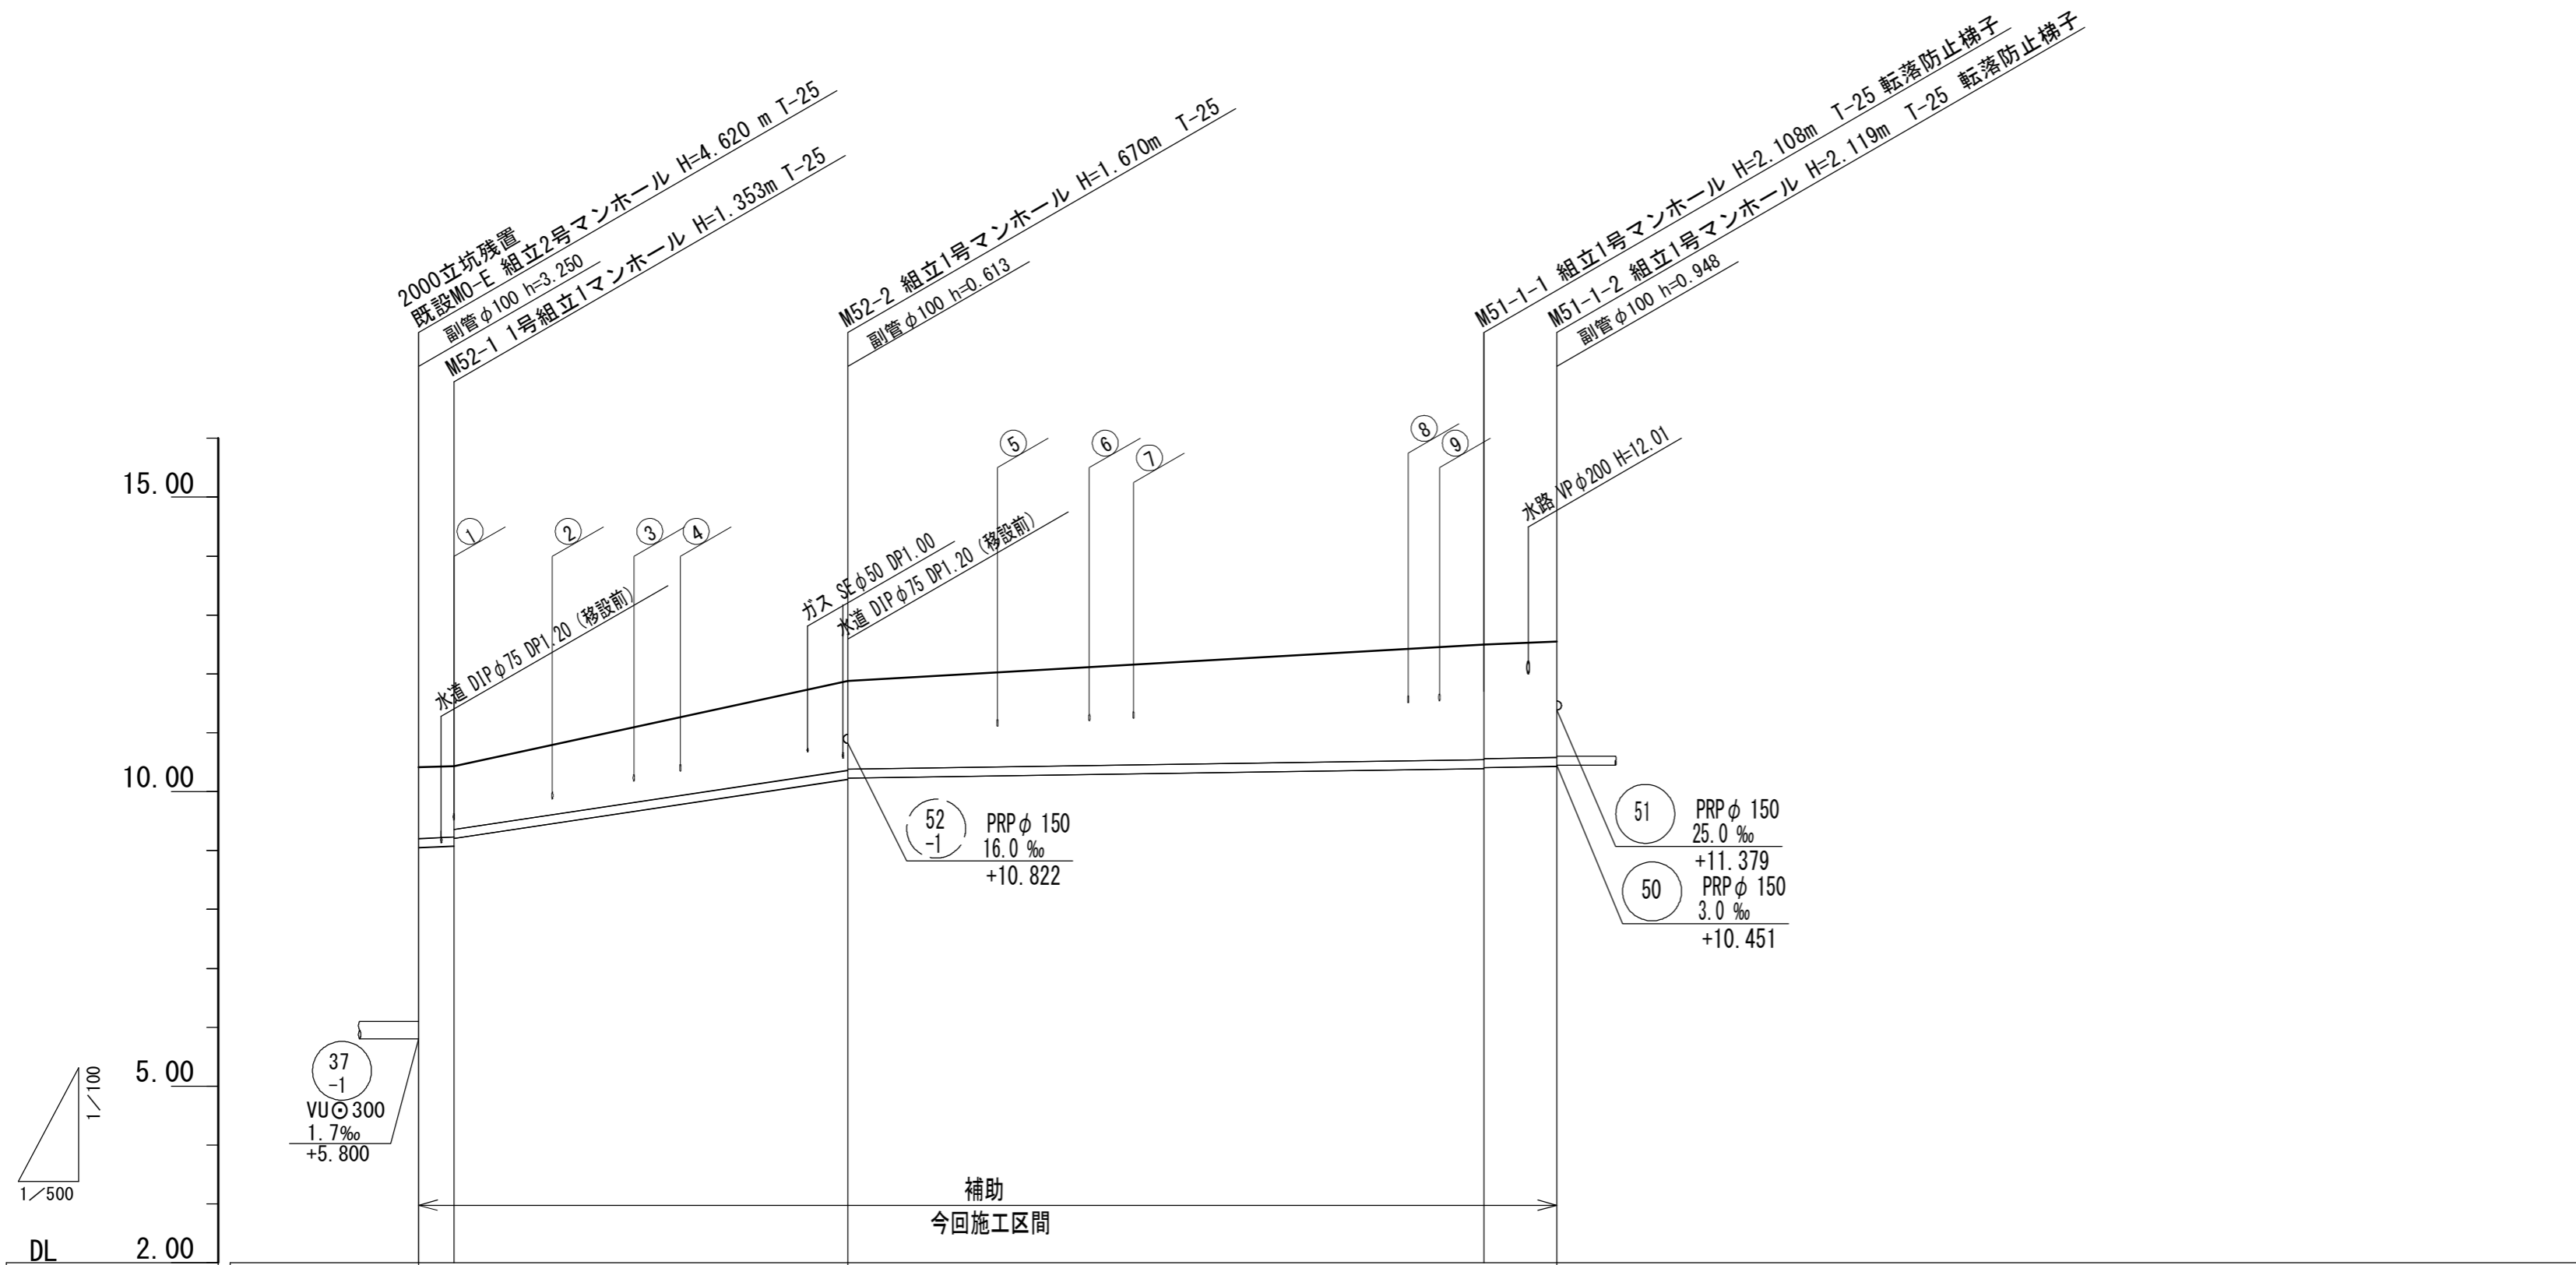 2000立坑残置
既設MO-E 組立2号マンホール H=4.620 m T-25
副管φ100 h=3.250
M52-1 1号組立1マンホール H=1.353m T-25
M52-2 組立1号マンホール H=1.670m T-25
副管φ100 h=0.613
M51-1-1 組立1号マンホール H=2.108m T-25 転落防止梯子
M51-1-2 組立1号マンホール H=2.119m T-25 転落防止梯子
副管φ100 h=0.948
15.00
10.00
5.00
DL 2.00
1/100
1/500
①
②
③
④
⑤
⑥
⑦
⑧
⑨
水道 DIPφ75 DP1.20 (移設前)
ガス SEφ50 DP1.00
水道 DIPφ75 DP1.20 (移設前)
水路 VPφ200 H=12.01
37
-1
VU⊙300
1.7‰
+5.800
52
-1
PRPφ 150
16.0 ‰
+10.822
51
PRPφ 150
25.0 ‰
+11.379
50
PRPφ 150
3.0 ‰
+10.451
補助
今回施工区間